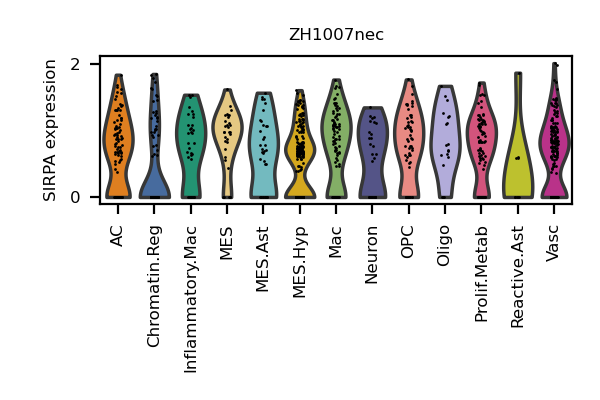 ZH1007nec
SIRPA expression
2
0
AC
Chromatin.Reg
Inflammatory.Mac
MES
MES.Ast
MES.Hyp
Mac
Neuron
OPC
Oligo
Prolif.Metab
Reactive.Ast
Vasc